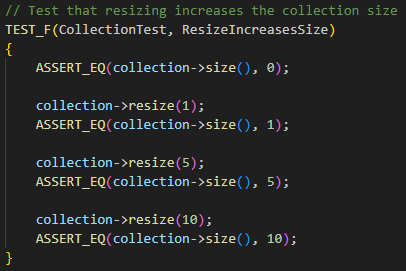 // Test that resizing increases the collection size
TEST_F(CollectionTest, ResizeIncreasesSize)
{
    ASSERT_EQ(collection->size(), 0);

    collection->resize(1);
    ASSERT_EQ(collection->size(), 1);

    collection->resize(5);
    ASSERT_EQ(collection->size(), 5);

    collection->resize(10);
    ASSERT_EQ(collection->size(), 10);
}